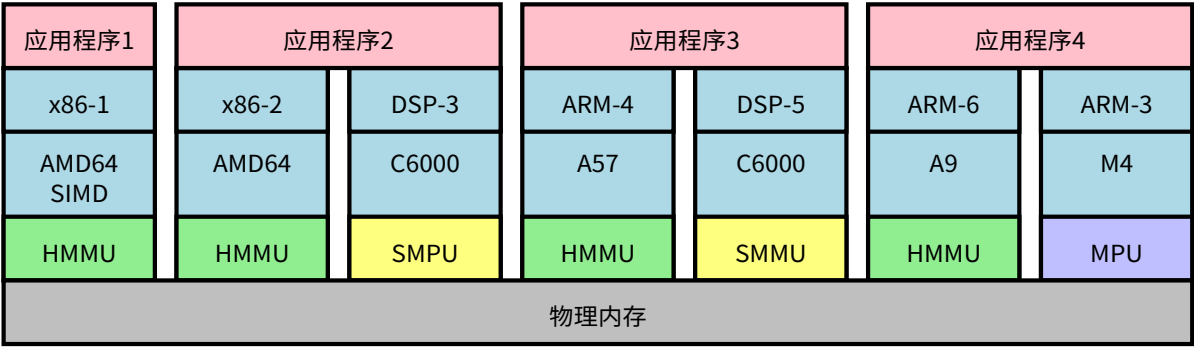 应用程序1
应用程序2
应用程序3
应用程序4
x86-1
x86-2
DSP-3
ARM-4
DSP-5
ARM-6
ARM-3
AMD64
SIMD
AMD64
C6000
A57
C6000
A9
M4
HMMU
HMMU
SMPU
HMMU
SMMU
HMMU
MPU
物理内存